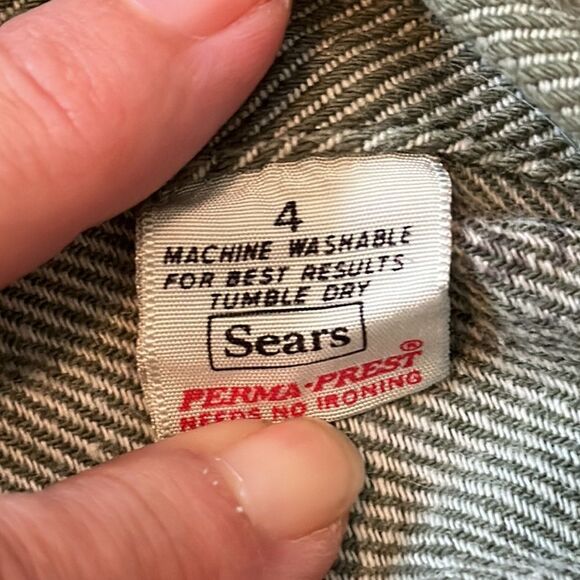 4
MACHINE WASHABLE
FOR BEST RESULTS
TUMBLE DRY
Sears
PERMA-PREST®
NEEDS NO IRONING